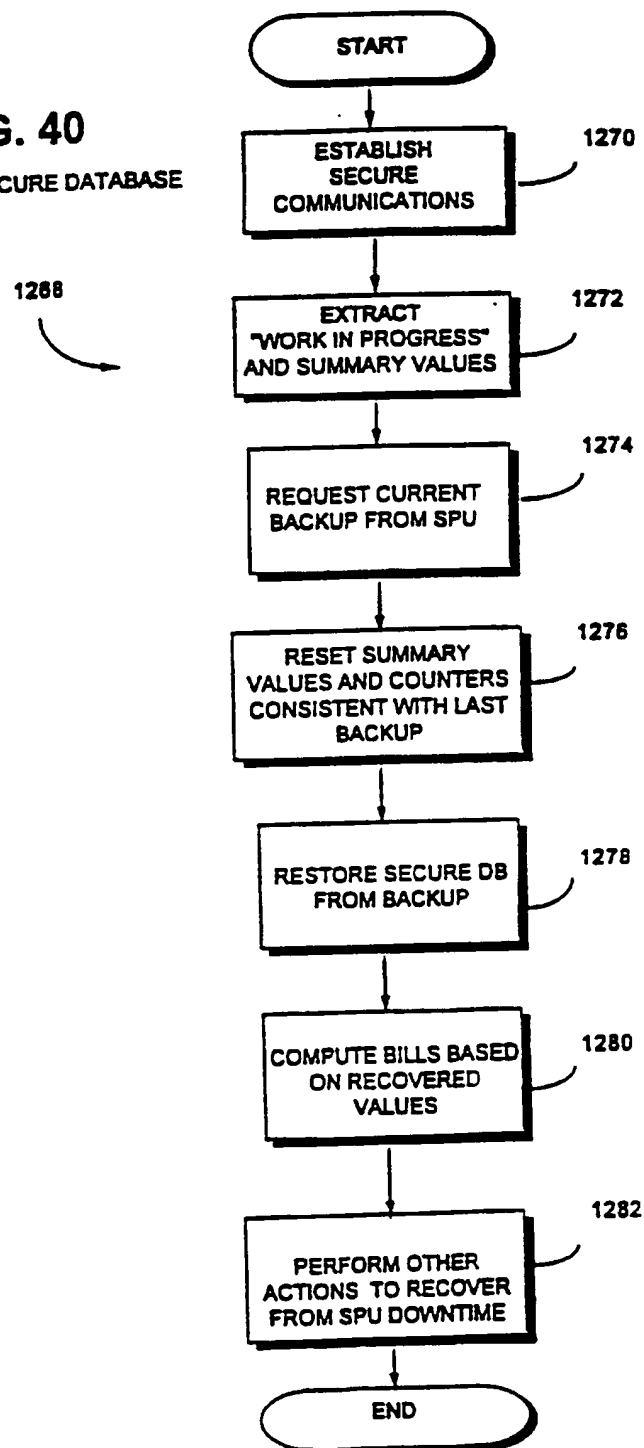 START
G. 40
CURE DATABASE
1268
ESTABLISH
SECURE
COMMUNICATIONS
1270
EXTRACT
"WORK IN PROGRESS"
AND SUMMARY VALUES
1272
REQUEST CURRENT
BACKUP FROM SPU
1274
RESET SUMMARY
VALUES AND COUNTERS
CONSISTENT WITH LAST
BACKUP
1276
RESTORE SECURE DB
FROM BACKUP
1278
COMPUTE BILLS BASED
ON RECOVERED
VALUES
1280
PERFORM OTHER
ACTIONS TO RECOVER
FROM SPU DOWNTIME
1282
END